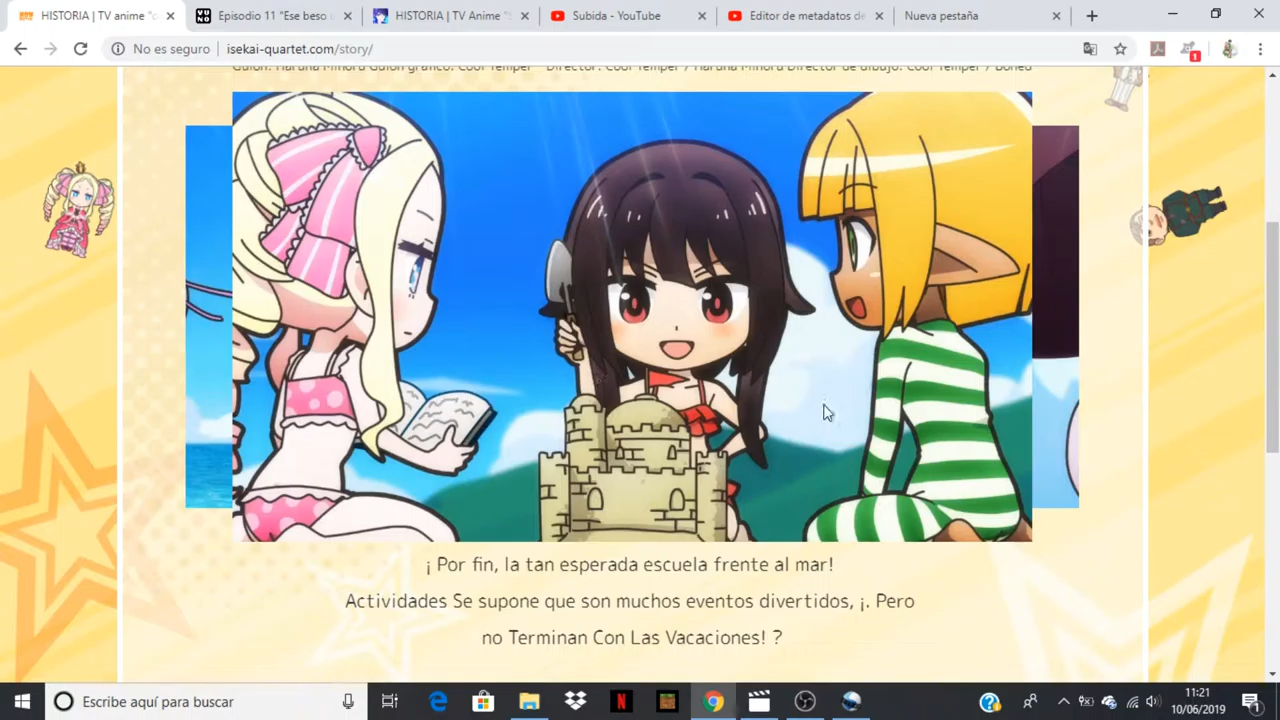 HISTORIA | TV anime "c
Episodio 11 "Ese beso
HISTORIA | TV Anime "S
Subida - YouTube
Editor de metadatos de
Nueva pestaña
No es seguro
isekai-quartet.com/story/
1
¡ Por fin, la tan esperada escuela frente al mar!
Actividades Se supone que son muchos eventos divertidos, ¡. Pero
no Terminan Con Las Vacaciones! ?
Escribe aquí para buscar
11:21
10/06/2019
1